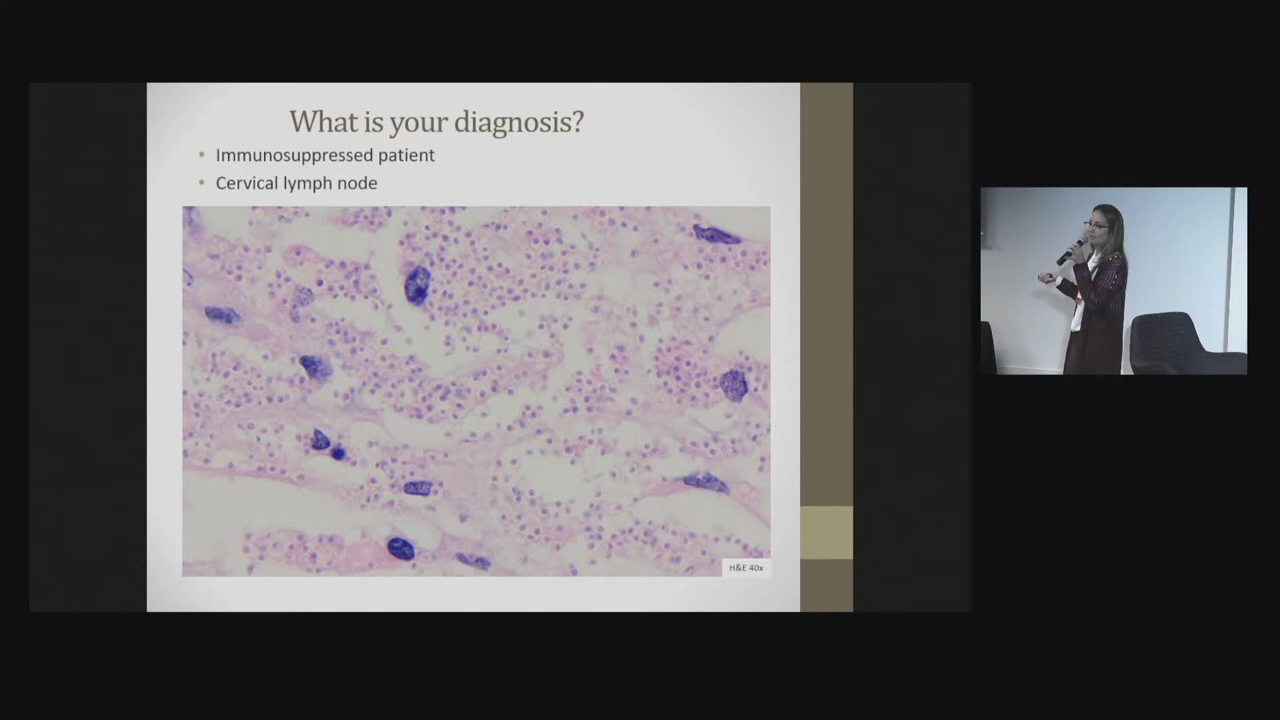 What is your diagnosis?
• Immunosuppressed patient
• Cervical lymph node
H&E 40x